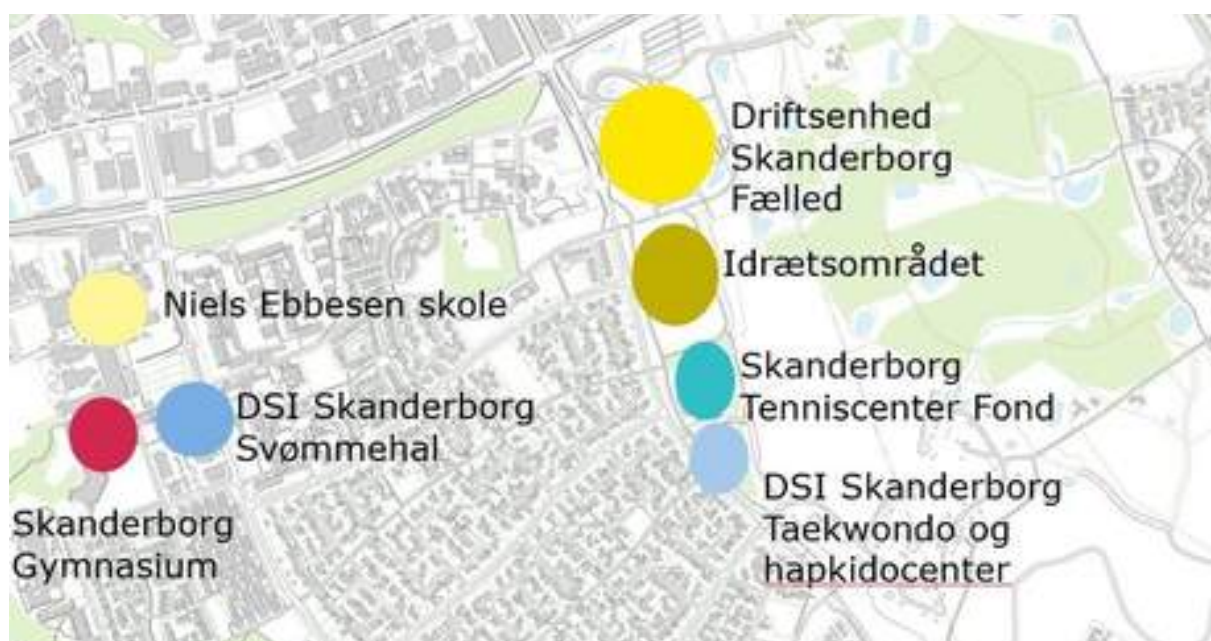 Driftsenhed
Skanderborg
Fælled
Idrætsområdet
Niels Ebbesen skole
Skanderborg
Tenniscenter Fond
DSI Skanderborg
Svømmehal
DSI Skanderborg
Taekwondo og
hapkidocenter
Skanderborg
Gymnasium